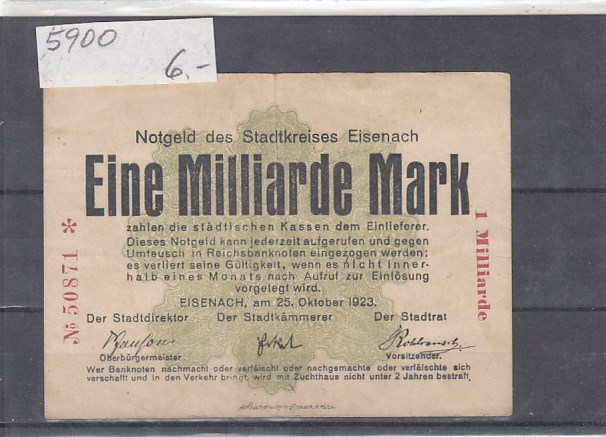 5900
6.-
Notgeld des Stadtkreises Eisenach
Eine Milliarde Mark
zahlen die städtischen Kassen dem Einlieferer.
Dieses Notgeld kann jederzeit aufgerufen und gegen
Umtausch in Reichsbanknoten eingezogen werden;
es verliert seine Gültigkeit, wenn es nicht inner-
halb eines Monats nach Aufruf zur Einlösung
vorgelegt wird.
EISENACH, am 25. Oktober 1923.
Der Stadtdirektor Der Stadtkämmerer Der Stadtrat
Oberbürgermeister Vorsitzender.
Wer Banknoten nachmacht oder verfälscht oder nachgemachte oder verfälschte sich
verschafft und in den Verkehr bringt, wird mit Zuchthaus nicht unter 2 Jahren bestraft.
№ 50871 *
1 Milliarde